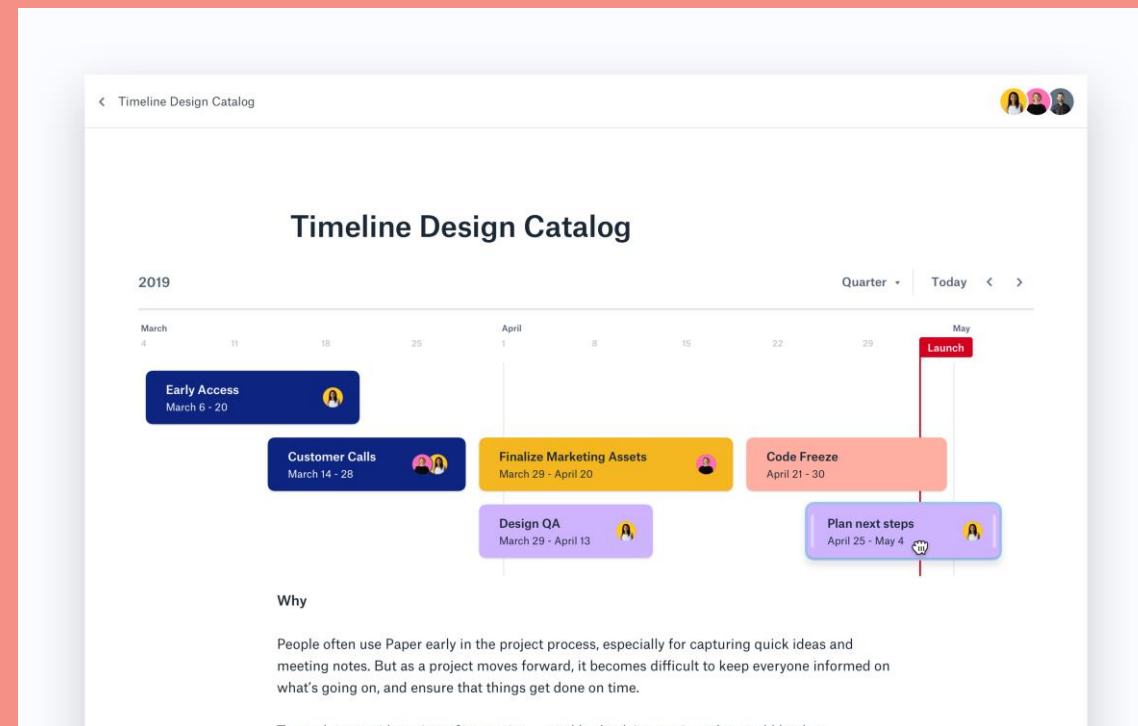 Timeline Design Catalog
Timeline Design Catalog
2019
Quarter
Today
March
April
May
4 11 18 25 1 8 15 22 29
Launch
Early Access
March 6 - 20
Customer Calls
March 14 - 28
Finalize Marketing Assets
March 29 - April 20
Code Freeze
April 21 - 30
Design QA
March 29 - April 13
Plan next steps
April 25 - May 4
Why
People often use Paper early in the project process, especially for capturing quick ideas and
meeting notes. But as a project moves forward, it becomes difficult to keep everyone informed on
what's going on, and ensure that things get done on time.